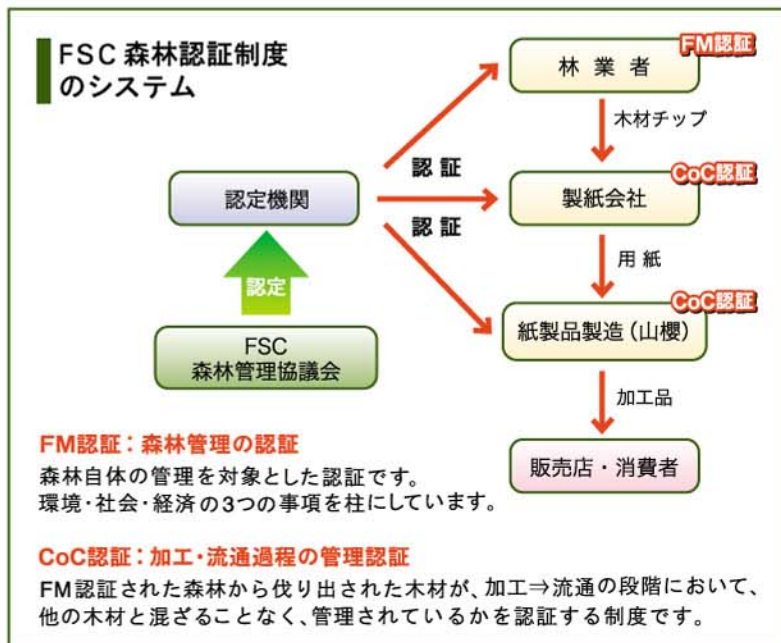 FSC 森林認証制度
のシステム
林業者
FM認証
木材チップ
認証
認定機関
製紙会社
CoC認証
認証
用紙
認定
FSC
森林管理協議会
紙製品製造(山櫻)
CoC認証
加工品
販売店・消費者
FM認証:森林管理の認証
森林自体の管理を対象とした認証です。
環境・社会・経済の3つの事項を柱にしています。
CoC認証:加工・流通過程の管理認証
FM認証された森林から伐り出された木材が、加工⇒流通の段階において、
他の木材と混ざることなく、管理されているかを認証する制度です。